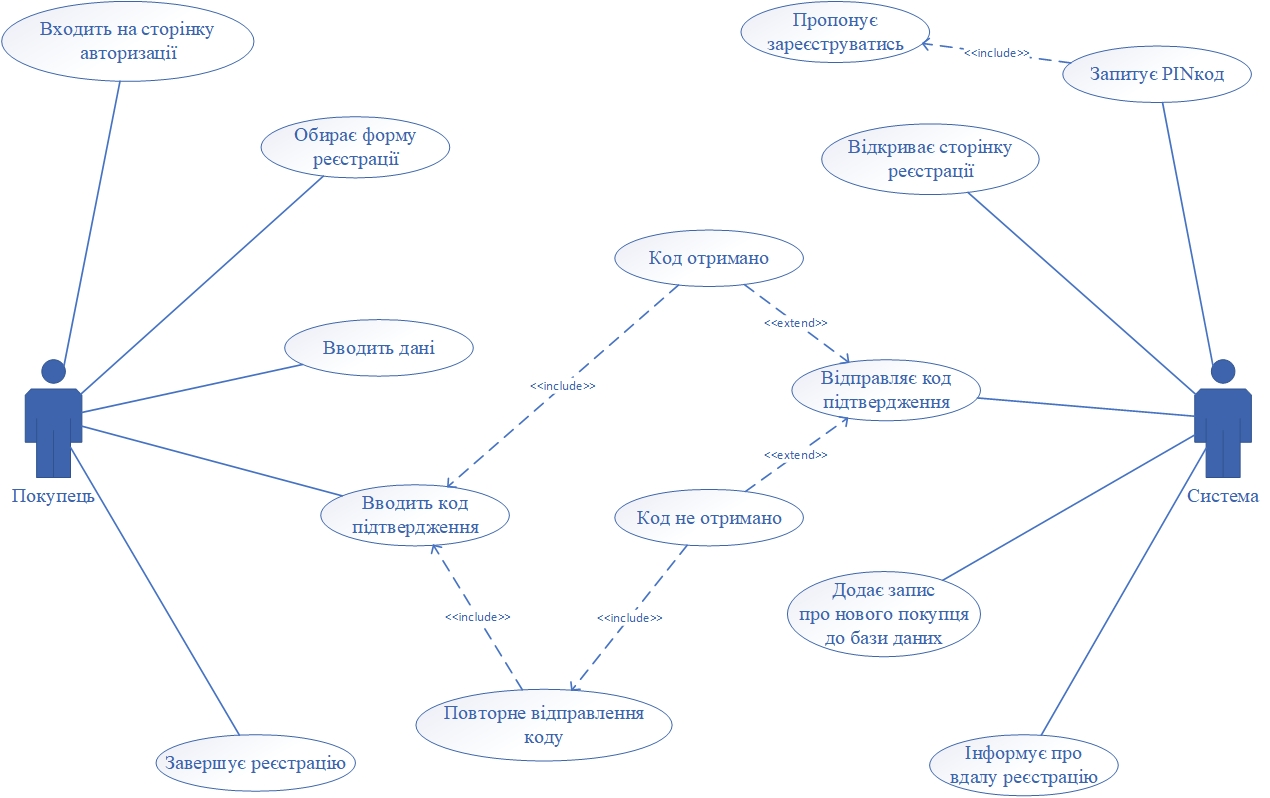 Входить на сторінку
авторизації
Пропонує
зареєструватись
<<include>>
Запитує PINкод
Обирає форму
реєстрації
Відкриває сторінку
реєстрації
Код отримано
<<extend>>
Вводить дані
<<include>>
Відправляє код
підтвердження
<<extend>>
Покупець
Система
Вводить код
підтвердження
Код не отримано
<<include>>
<<include>>
Додає запис
про нового покупця
до бази даних
Повторне відправлення
коду
Завершує реєстрацію
Інформує про
вдалу реєстрацію